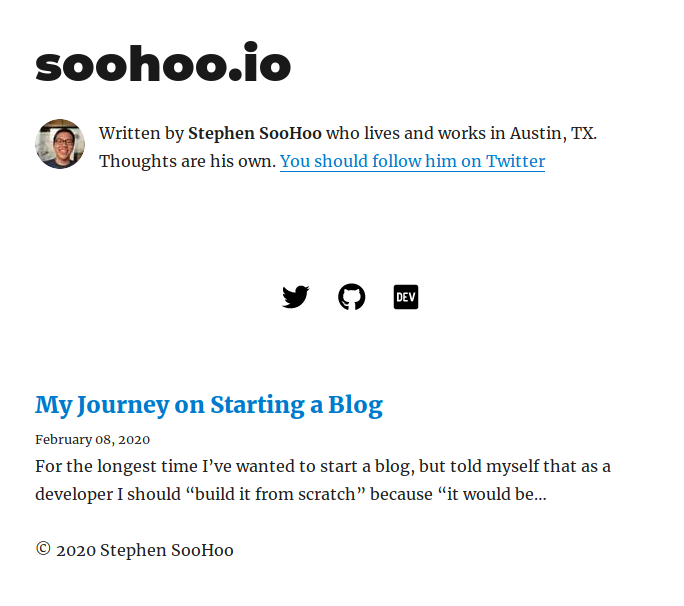 soohoo.io
Written by Stephen SooHoo who lives and works in Austin, TX.
Thoughts are his own. You should follow him on Twitter
DEV
My Journey on Starting a Blog
February 08, 2020
For the longest time I’ve wanted to start a blog, but told myself that as a
developer I should “build it from scratch” because “it would be…
© 2020 Stephen SooHoo